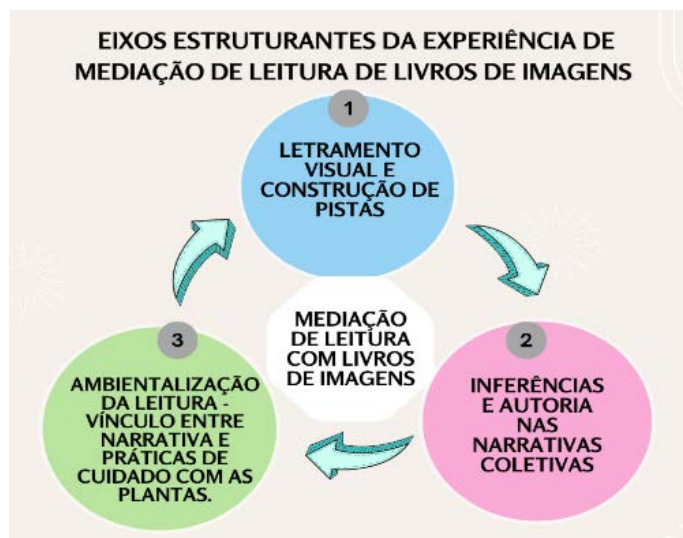 EIXOS ESTRUTURANTES DA EXPERIÊNCIA DE
MEDIAÇÃO DE LEITURA DE LIVROS DE IMAGENS
1
LETRAMENTO
VISUAL E
CONSTRUÇÃO DE
PISTAS
MEDIAÇÃO
DE LEITURA
COM LIVROS
DE IMAGENS
2
INFERÊNCIAS
E AUTORIA
NAS
NARRATIVAS
COLETIVAS
3
AMBIENTALIZAÇÃO
DA LEITURA -
VÍNCULO ENTRE
NARRATIVA E
PRÁTICAS DE
CUIDADO COM AS
PLANTAS.